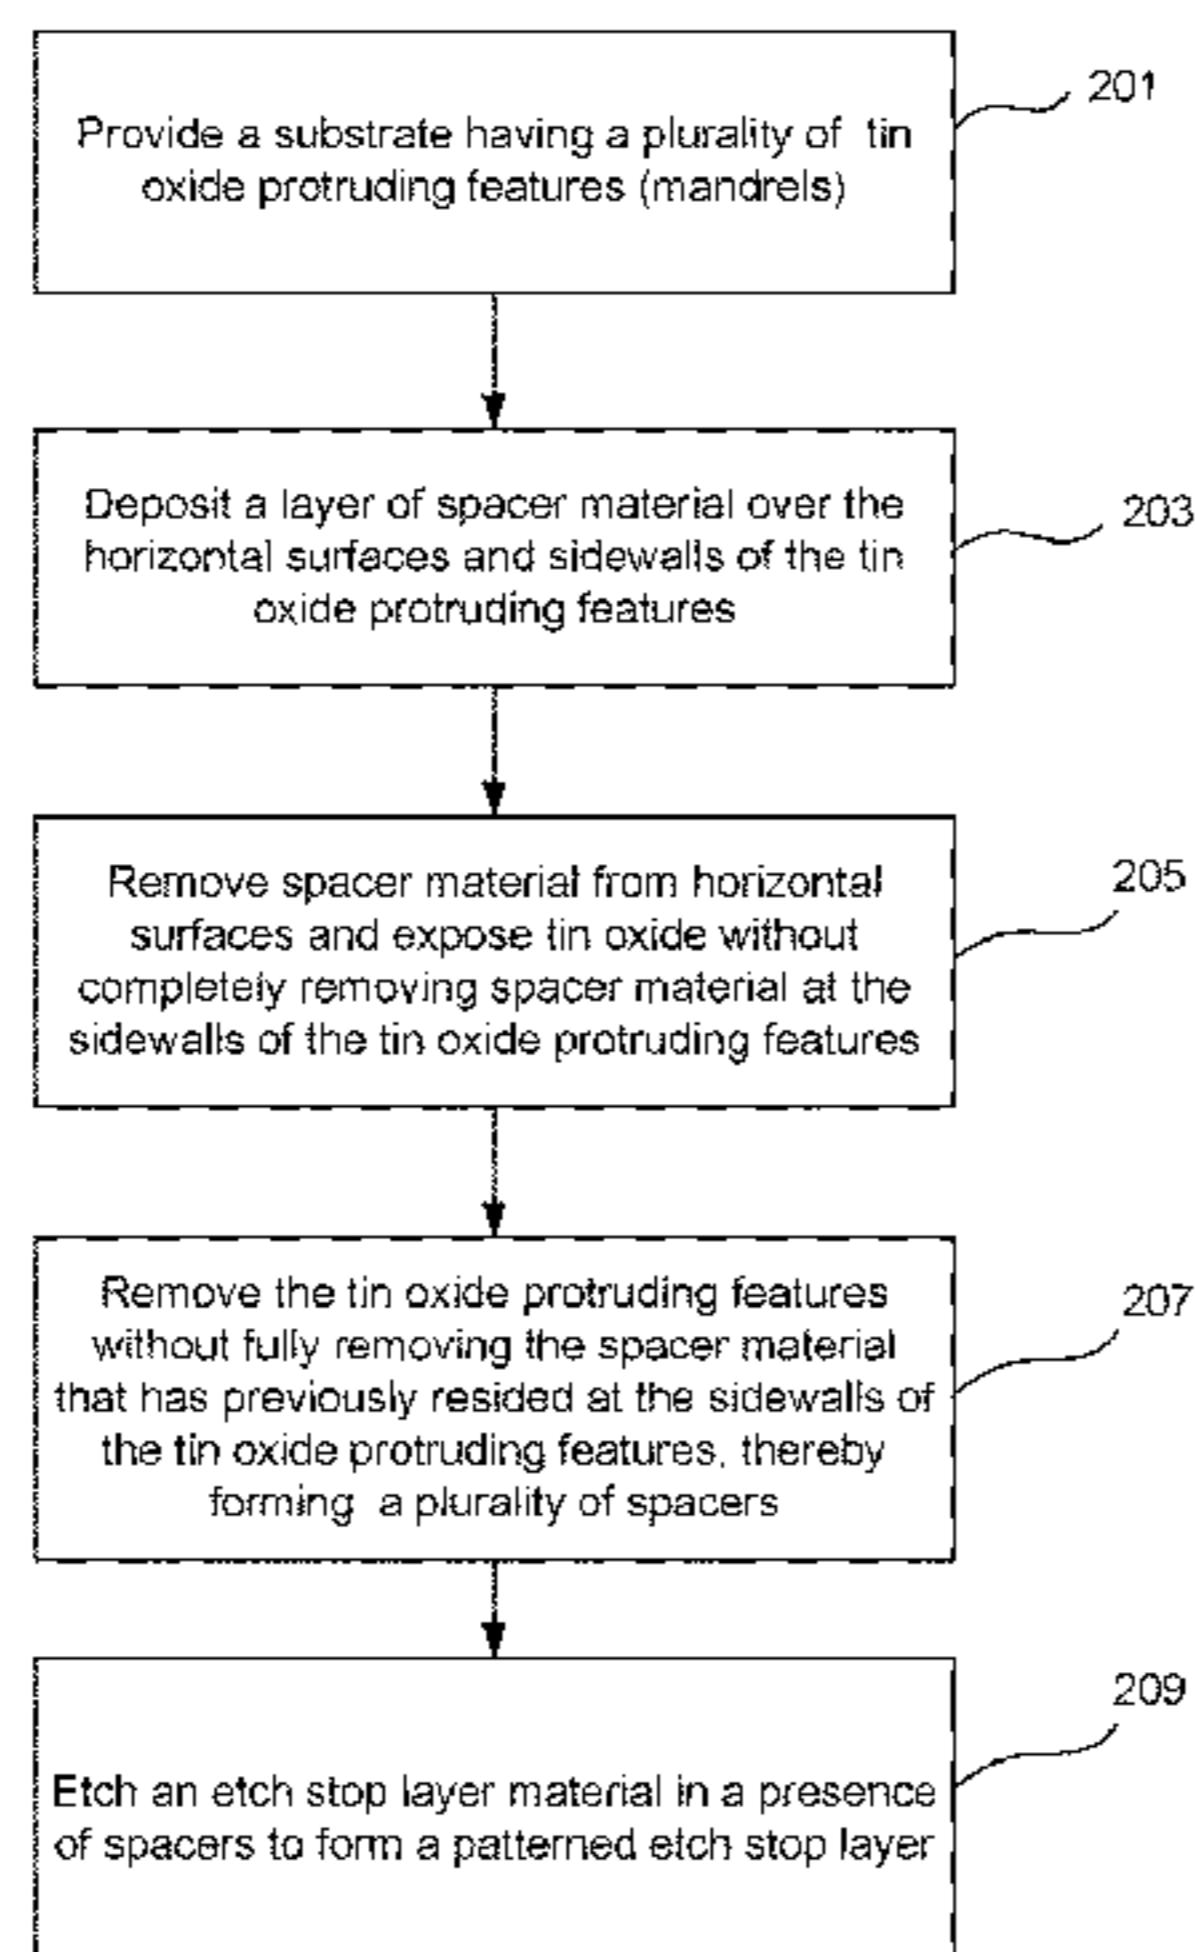 201
Provide a substrate having a plurality of tin
oxide protruding features (mandrels)
203
Deposit a layer of spacer material over the
horizontal surfaces and sidewalls of the tin
oxide protruding features
205
Remove spacer material from horizontal
surfaces and expose tin oxide without
completely removing spacer material at the
sidewalls of the tin oxide protruding features
207
Remove the tin oxide protruding features
without fully removing the spacer material
that has previously resided at the sidewalls of
the tin oxide protruding features, thereby
forming a plurality of spacers
209
Etch an etch stop layer material in a presence
of spacers to form a patterned etch stop layer